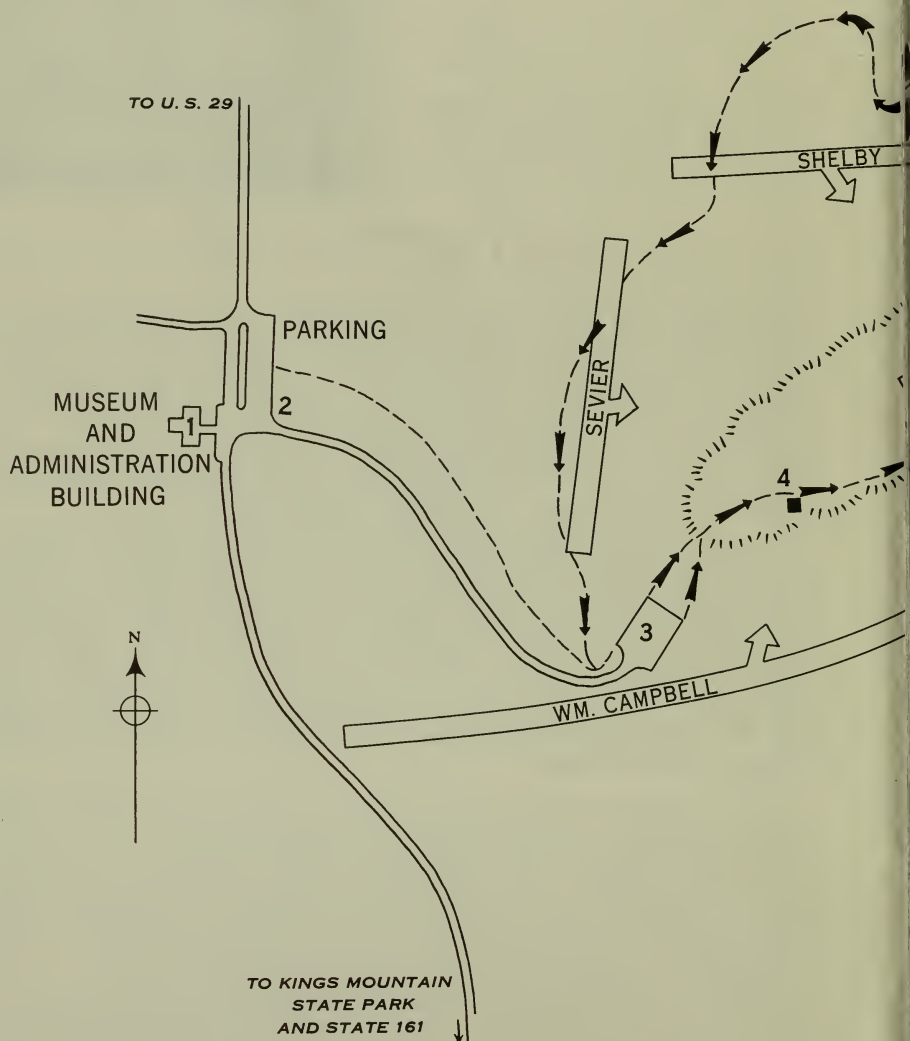 TO U. S. 29
SHELBY
PARKING
SEVIER
MUSEUM
AND
ADMINISTRATION
BUILDING
1
2
4
3
N
WM. CAMPBELL
TO KINGS MOUNTAIN
STATE PARK
AND STATE 161